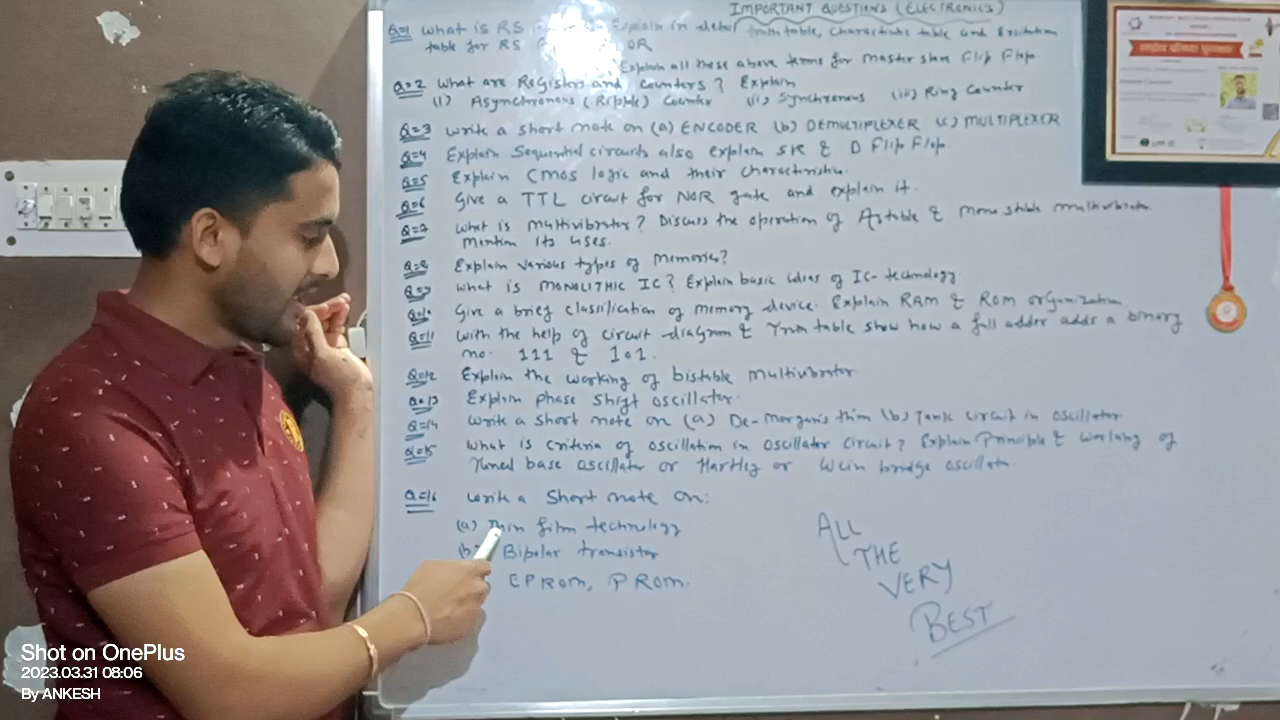 IMPORTANT QUESTIONS (ELECTRONICS)
Q=1 What is RS Explain in detail truth table, Characteristic table and Excitation
table for RS OR
Explain all these above terms for Master slave Flip Flop.
Q=2 What are Registers and Counters? Explain
(i) Asynchronous (Ripple) Counter (ii) Synchronous (iii) Ring Counter
Q=3 Write a short note on (a) ENCODER (b) DEMULTIPLEXER (c) MULTIPLEXER
Q=4 Explain Sequential circuits also explain SR & D Flip Flop.
Q=5 Explain CMOS logic and their characteristics.
Q=6 Give a TTL circuit for NOR gate and explain it.
Q=7 What is multivibrator? Discuss the operation of Astable & Monostable multivibrator
Mention its uses.
Q=8 Explain various types of Memories?
Q=9 What is MONOLITHIC IC? Explain basic ideas of IC-technology
Q=10 Give a brief classification of memory device. Explain RAM & ROM organization
Q=11 With the help of circuit diagram & Truth table show how a full adder adds a binary
no. 111 & 101.
Q=12 Explain the working of bistable Multivibrator
Q=13 Explain phase shift oscillator.
Q=14 Write a short note on (a) De-Morgan's thm (b) Tank circuit in oscillator
Q=15 What is criteria of oscillation in oscillator circuit? Explain Principle & working of
Tuned base oscillator or Hartley or Wein bridge oscillator.
Q=16 Write a Short note on:
(a) Thin film technology
(b) Bipolar transistor
EPROM, PROM.
ALL
THE
VERY
BEST
Shot on OnePlus
2023.03.31 08:06
By ANKESH